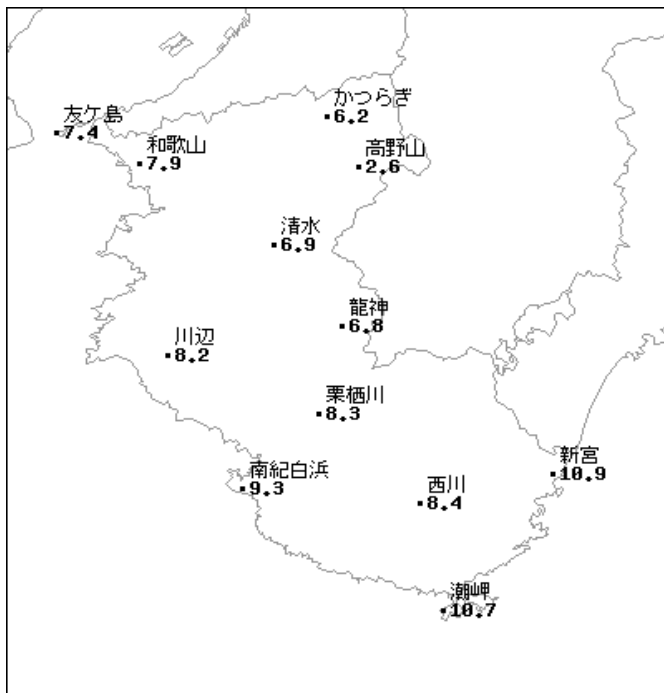 かつらぎ
6.2
友ケ島
7.4
和歌山
7.9
高野山
2.6
清水
6.9
龍神
6.8
川辺
8.2
栗栖川
8.3
新宮
10.9
南紀白浜
9.3
西川
8.4
潮岬
10.7